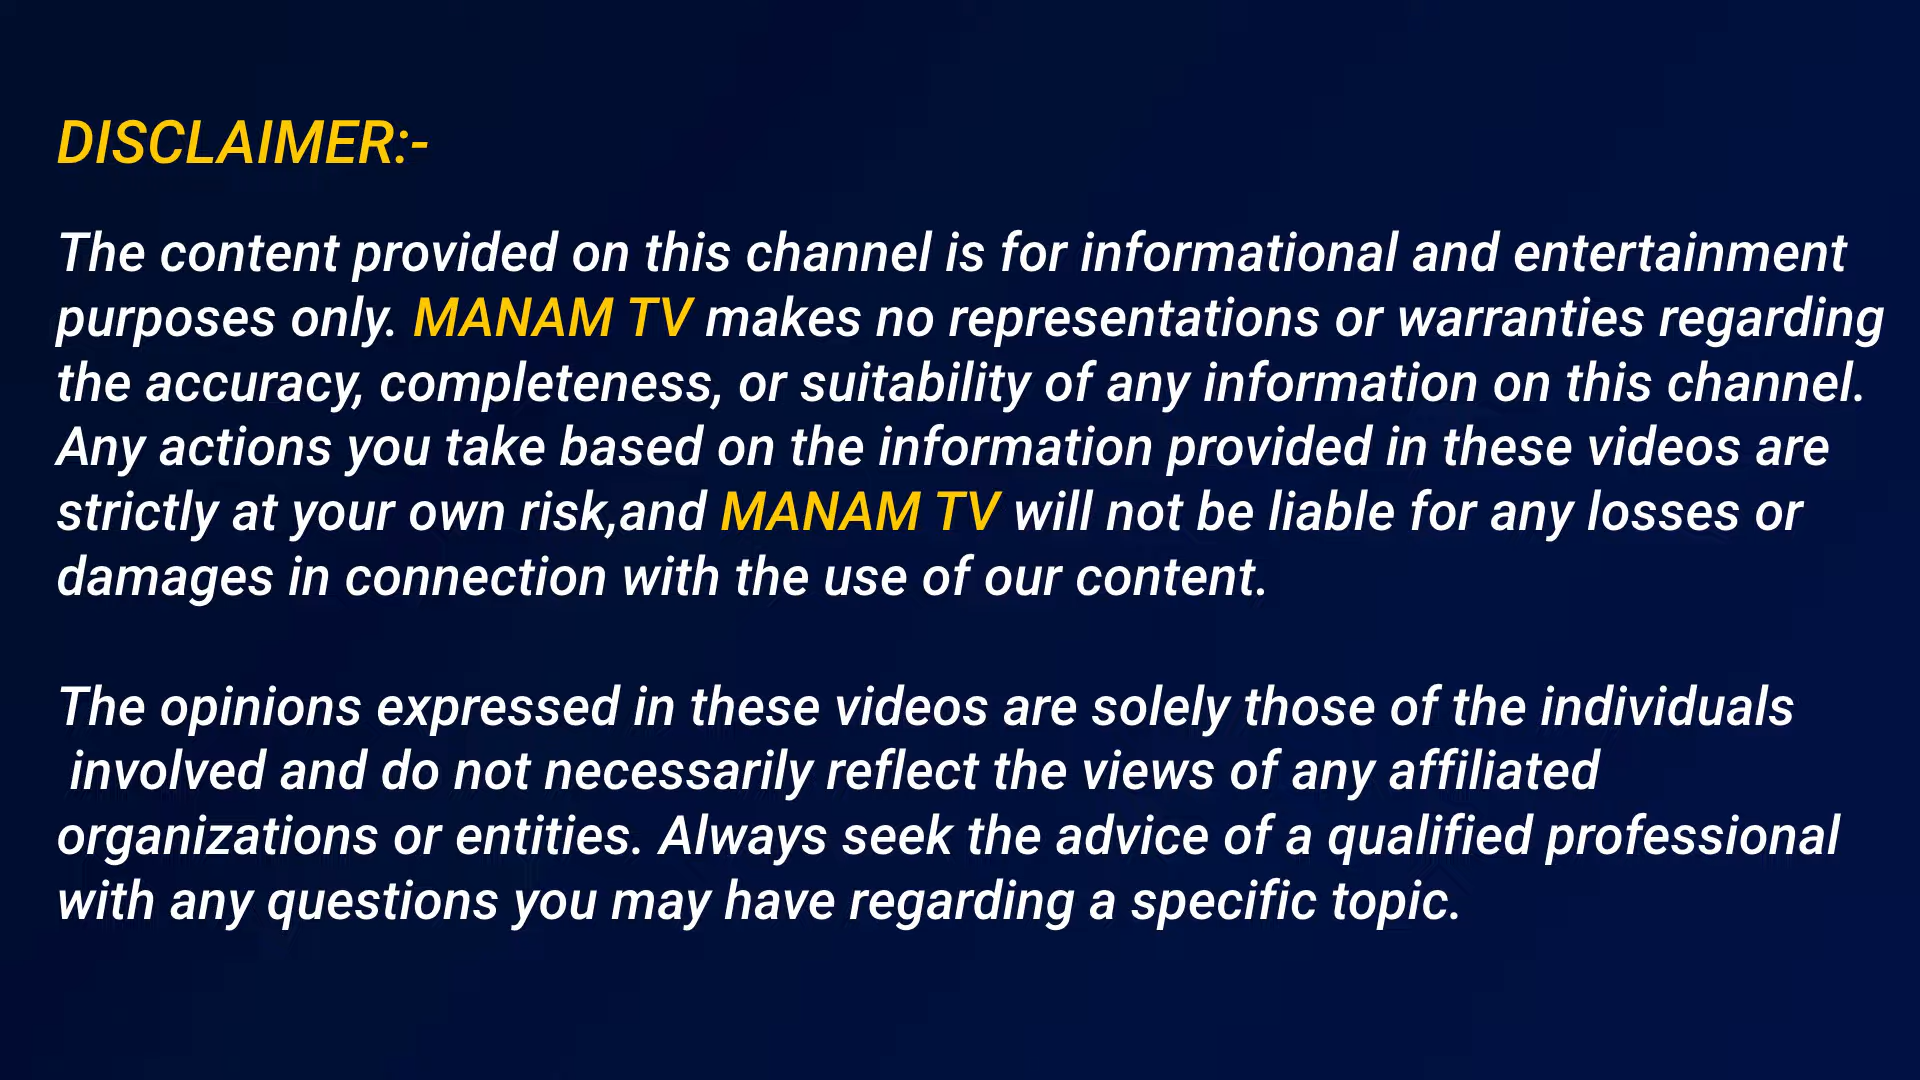 DISCLAIMER:-
The content provided on this channel is for informational and entertainment
purposes only. MANAM TV makes no representations or warranties regarding
the accuracy, completeness, or suitability of any information on this channel.
Any actions you take based on the information provided in these videos are
strictly at your own risk,and MANAM TV will not be liable for any losses or
damages in connection with the use of our content.
The opinions expressed in these videos are solely those of the individuals
involved and do not necessarily reflect the views of any affiliated
organizations or entities. Always seek the advice of a qualified professional
with any questions you may have regarding a specific topic.